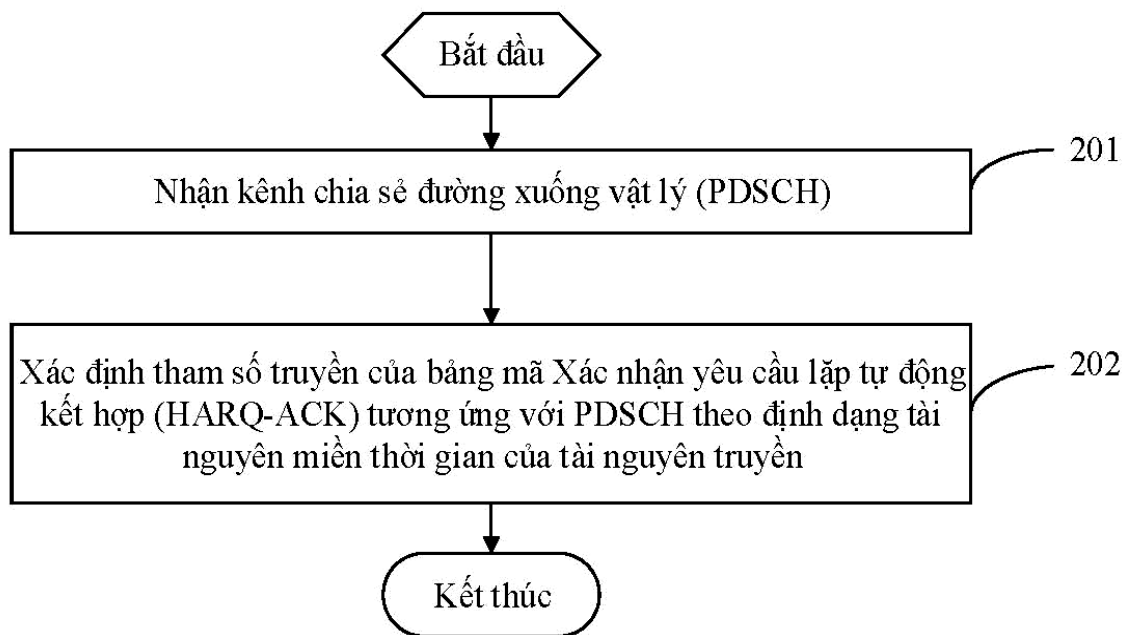 Bắt đầu
201
Nhận kênh chia sẻ đường xuống vật lý (PDSCH)
202
Xác định tham số truyền của bảng mã Xác nhận yêu cầu lặp tự động
kết hợp (HARQ-ACK) tương ứng với PDSCH theo định dạng tài
nguyên miền thời gian của tài nguyên truyền
Kết thúc